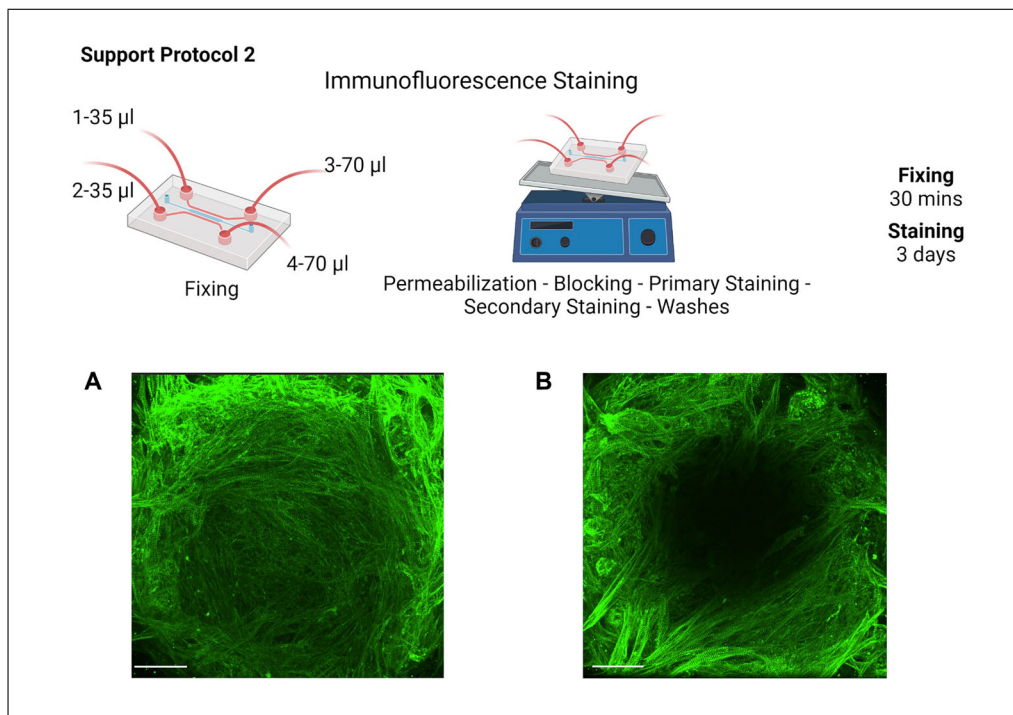 Support Protocol 2
Immunofluorescence Staining
1-35 µl
2-35 µl
3-70 µl
4-70 µl
Fixing
Permeabilization - Blocking - Primary Staining -
Secondary Staining - Washes
Fixing
30 mins
Staining
3 days
A
B